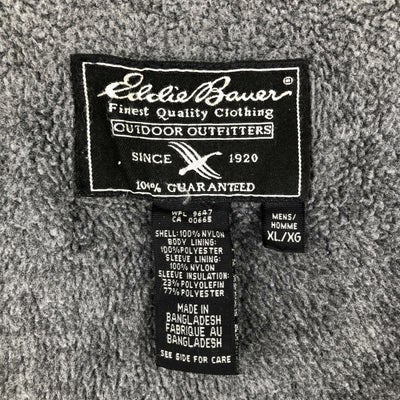 Eddie Bauer®
Finest Quality Clothing
OUTDOOR OUTFITTERS
SINCE 1920
100% GUARANTEED
WPL 9647
CA 00668
SHELL:100% NYLON
BODY LINING:
100% POLYESTER
SLEEVE LINING:
100% NYLON
SLEEVE INSULATION:
23% POLYOLEFIN
77% POLYESTER
MADE IN
BANGLADESH
FABRIQUE AU
BANGLADESH
SEE SIDE FOR CARE
MENS/
HOMME
XL/XG